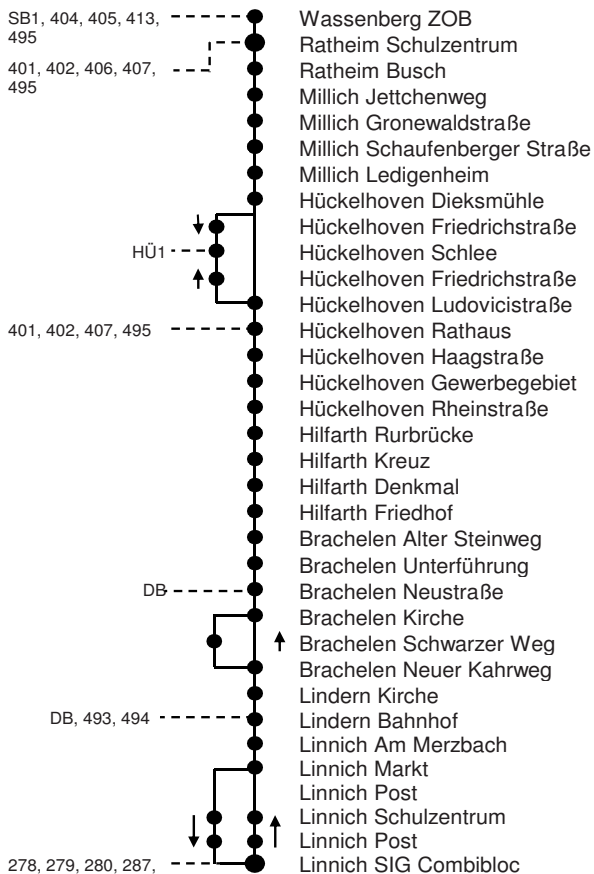 SB1, 404, 405, 413,
495
Wassenberg ZOB
Ratheim Schulzentrum
401, 402, 406, 407,
495
Ratheim Busch
Millich Jettchenweg
Millich Gronewaldstraße
Millich Schaufenberger Straße
Millich Ledigenheim
Hückelhoven Dieksmühle
Hückelhoven Friedrichstraße
HÜ1
Hückelhoven Schlee
Hückelhoven Friedrichstraße
Hückelhoven Ludovicistraße
401, 402, 407, 495
Hückelhoven Rathaus
Hückelhoven Haagstraße
Hückelhoven Gewerbegebiet
Hückelhoven Rheinstraße
Hilfarth Rurbrücke
Hilfarth Kreuz
Hilfarth Denkmal
Hilfarth Friedhof
Brachelen Alter Steinweg
Brachelen Unterführung
DB
Brachelen Neustraße
Brachelen Kirche
Brachelen Schwarzer Weg
Brachelen Neuer Kahrweg
Lindern Kirche
DB, 493, 494
Lindern Bahnhof
Linnich Am Merzbach
Linnich Markt
Linnich Post
Linnich Schulzentrum
Linnich Post
278, 279, 280, 287,
Linnich SIG Combibloc